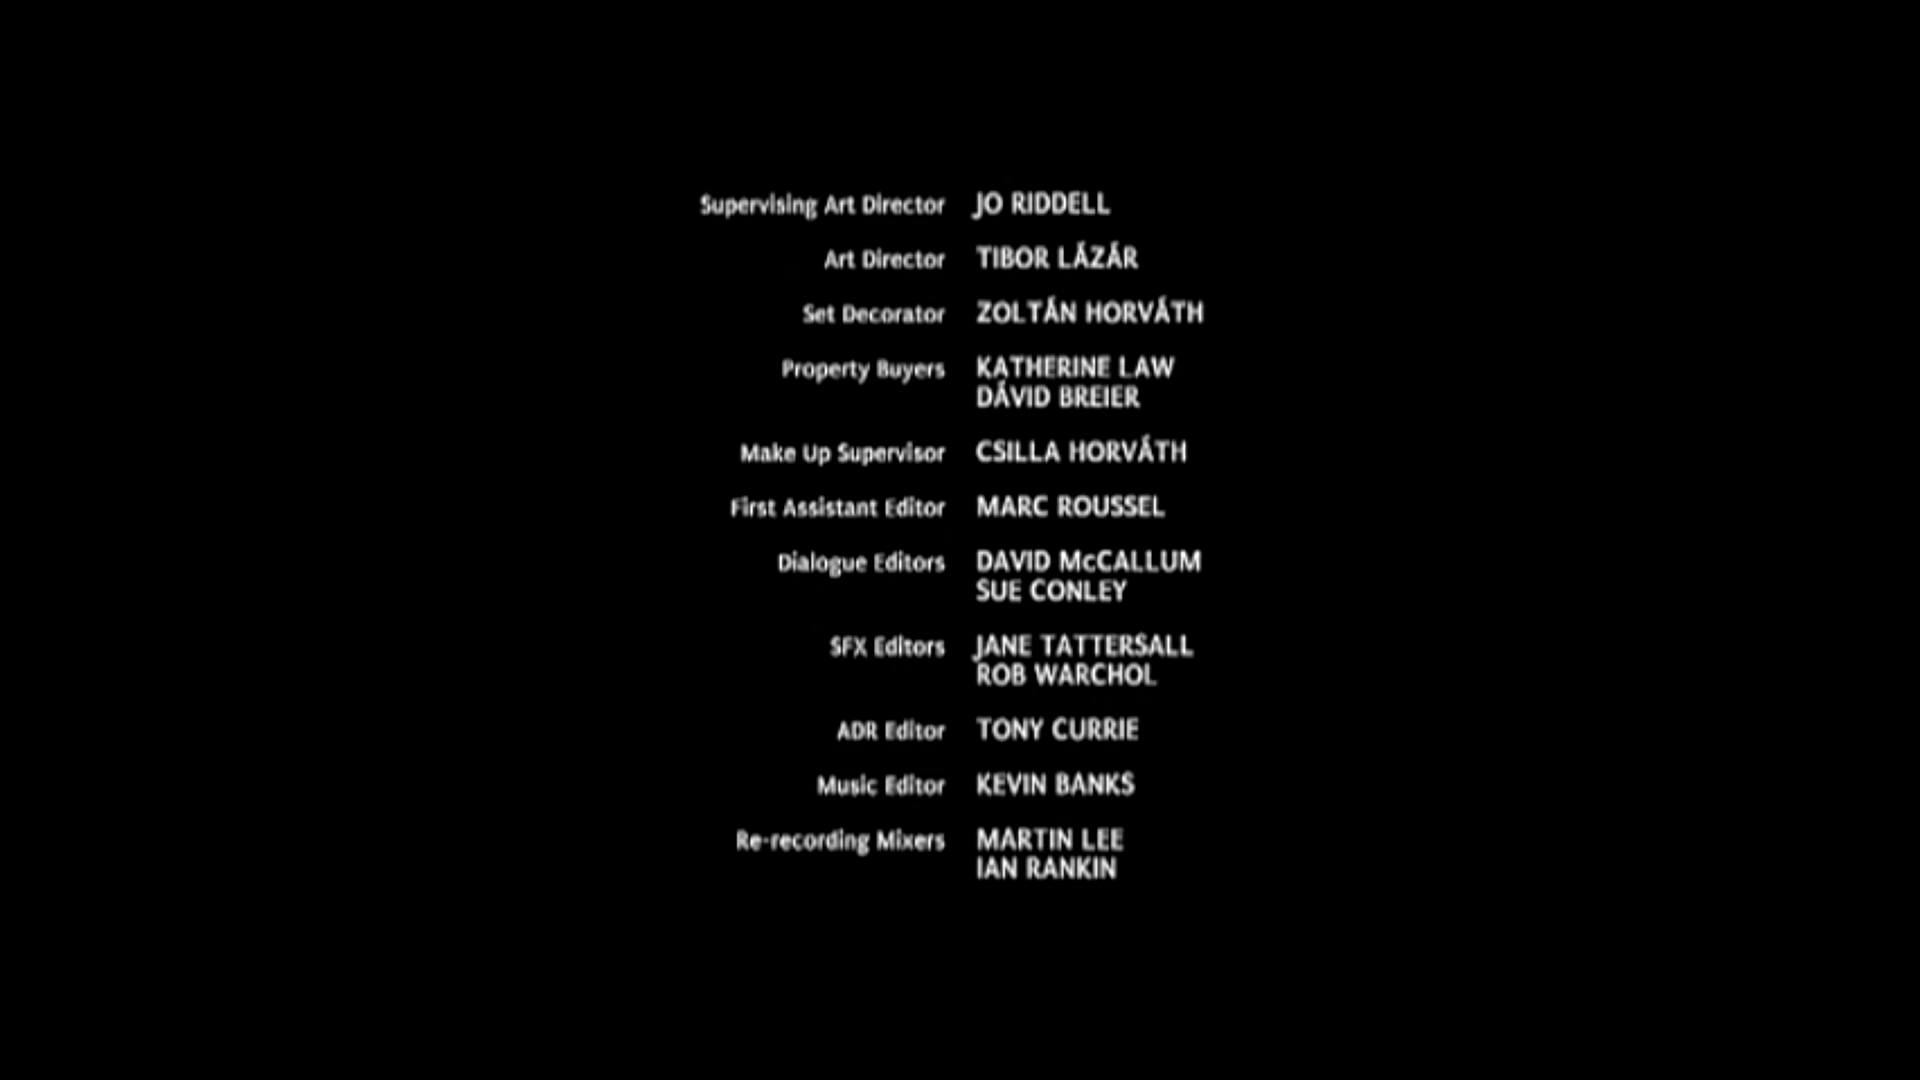 Supervising Art Director JO RIDDELL
Art Director TIBOR LÁZÁR
Set Decorator ZOLTÁN HORVÁTH
Property Buyers KATHERINE LAW
DÁVID BREIER
Make Up Supervisor CSILLA HORVÁTH
First Assistant Editor MARC ROUSSEL
Dialogue Editors DAVID McCALLUM
SUE CONLEY
SFX Editors JANE TATTERSALL
ROB WARCHOL
ADR Editor TONY CURRIE
Music Editor KEVIN BANKS
Re-recording Mixers MARTIN LEE
IAN RANKIN